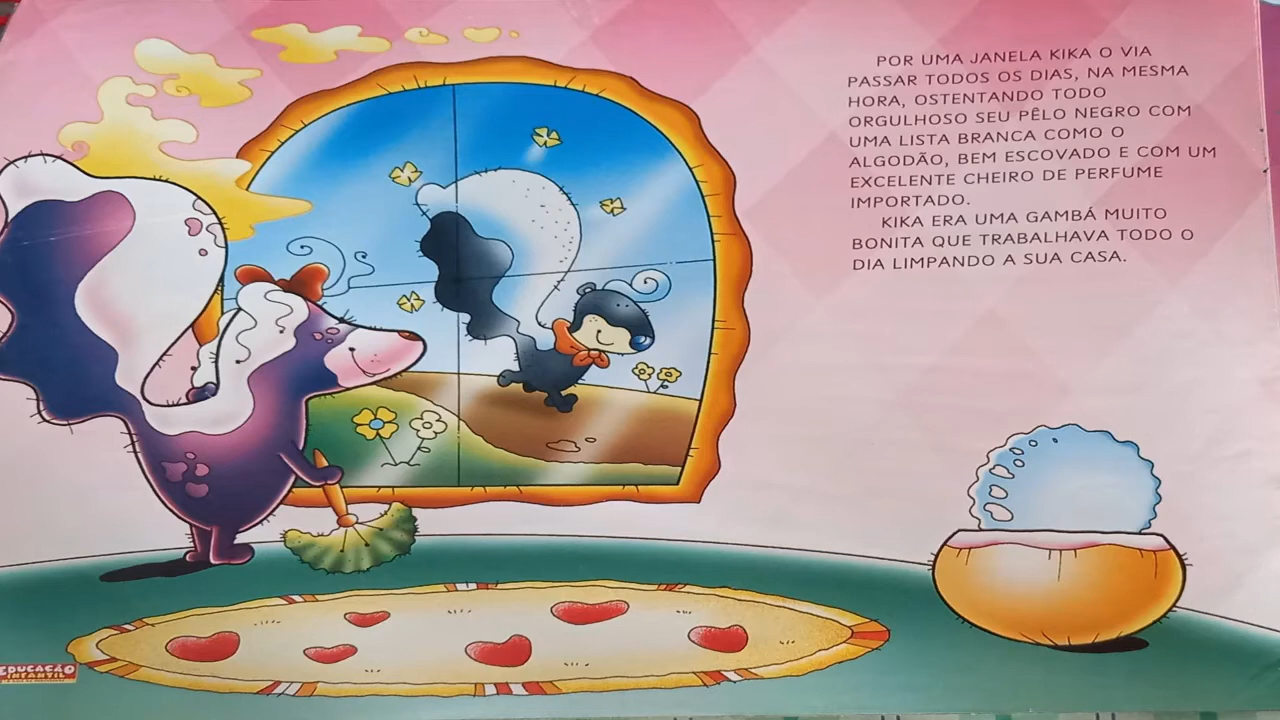 POR UMA JANELA KIKA O VIA
PASSAR TODOS OS DIAS, NA MESMA
HORA, OSTENTANDO TODO
ORGULHOSO SEU PÊLO NEGRO COM
UMA LISTA BRANCA COMO O
ALGODÃO, BEM ESCOVADO E COM UM
EXCELENTE CHEIRO DE PERFUME
IMPORTADO.
KIKA ERA UMA GAMBÁ MUITO
BONITA QUE TRABALHAVA TODO O
DIA LIMPANDO A SUA CASA.
EDUCAÇÃO
INFANTIL